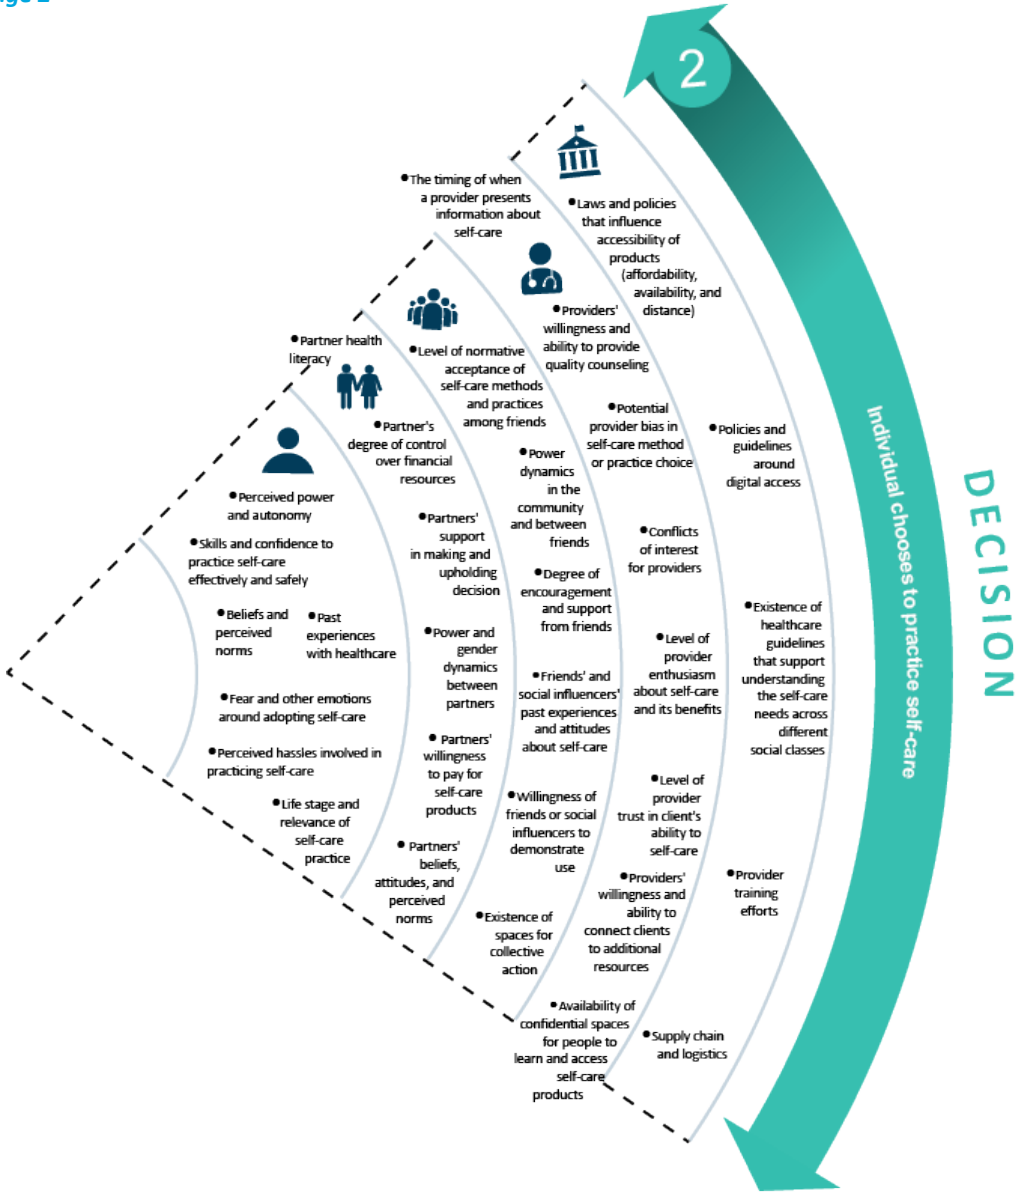 2
DECISION
Individual chooses to practice self-care
•Perceived power
and autonomy
•Skills and confidence to
practice self-care
effectively and safely
•Beliefs and
perceived
norms
•Past
experiences
with healthcare
•Fear and other emotions
around adopting self-care
•Perceived hassles involved in
practicing self-care
•Life stage and
relevance of
self-care
practice
•Partner health
literacy
•Partner's
degree of control
over financial
resources
•Partners'
support
in making and
upholding
decision
•Power and
gender
dynamics
between
partners
• Partners'
willingness
to pay for
self-care
products
• Partners'
beliefs,
attitudes, and
perceived
norms
•Level of normative
acceptance of
self-care methods
and practices
among friends
•Power
dynamics
in the
community
and between
friends
•Degree of
encouragement
and support
from friends
•Friends' and
social influencers'
past experiences
and attitudes
about self-care
•Willingness of
friends or social
influencers to
demonstrate
use
•Existence of
spaces for
collective
action
•The timing of when
a provider presents
information about
self-care
•Providers'
willingness and
ability to provide
quality counseling
•Potential
provider bias in
self-care method
or practice choice
•Conflicts
of interest
for providers
•Level of
provider
enthusiasm
about self-care
and its benefits
•Level of
provider
trust in client's
ability to
self-care
•Providers'
willingness and
ability to
connect clients
to additional
resources
•Availability of
confidential spaces
for people to
learn and access
self-care
products
•Laws and policies
that influence
accessibility of
products
(affordability,
availability, and
distance)
•Policies and
guidelines
around
digital access
•Existence of
healthcare
guidelines
that support
understanding
the self-care
needs across
different
social classes
•Provider
training
efforts
•Supply chain
and logistics